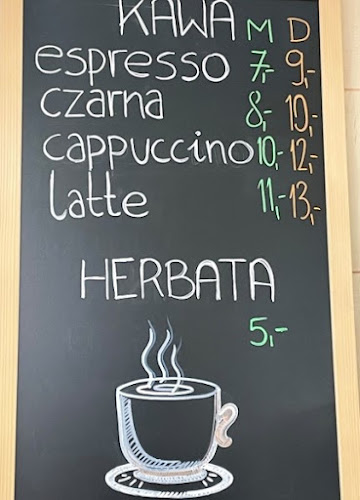 KAWA M D
espresso 7,- 9,-
czarna 8,- 10,-
cappuccino 10,- 12,-
latte 11,- 13,-
HERBATA
5,-